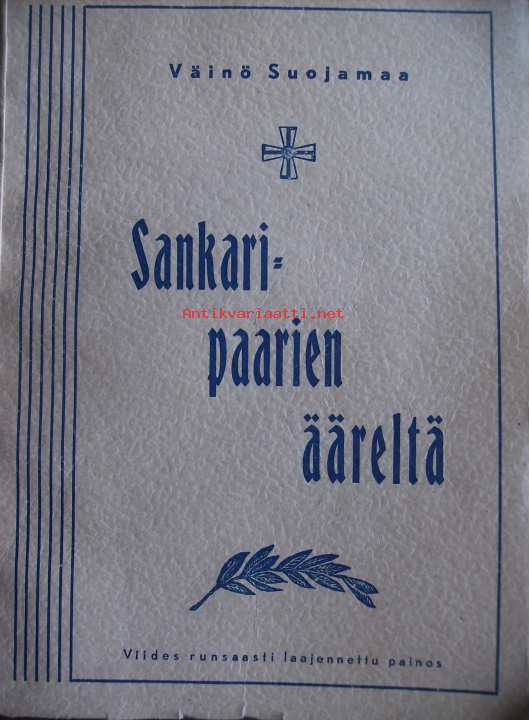 Väinö Suojamaa
Sankari-
Antikvariaatti.net
paarien
ääreltä
Viides runsaasti laajennettu painos